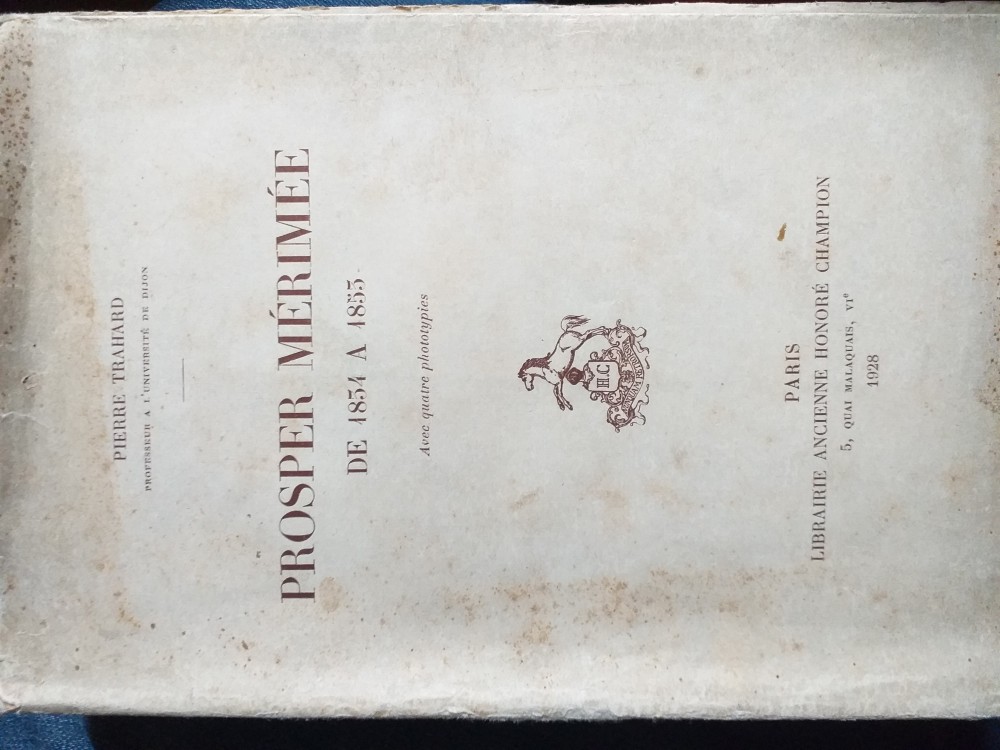 PIERRE TRAHARD
PROFESSEUR A L'UNIVERSITÉ DE DIJON
PROSPER MÉRIMÉE
DE 1834 A 1853
Avec quatre phototypies
H.C
PARIS
LIBRAIRIE ANCIENNE HONORÉ CHAMPION
5, QUAI MALAQUAIS, VIᵉ
1928